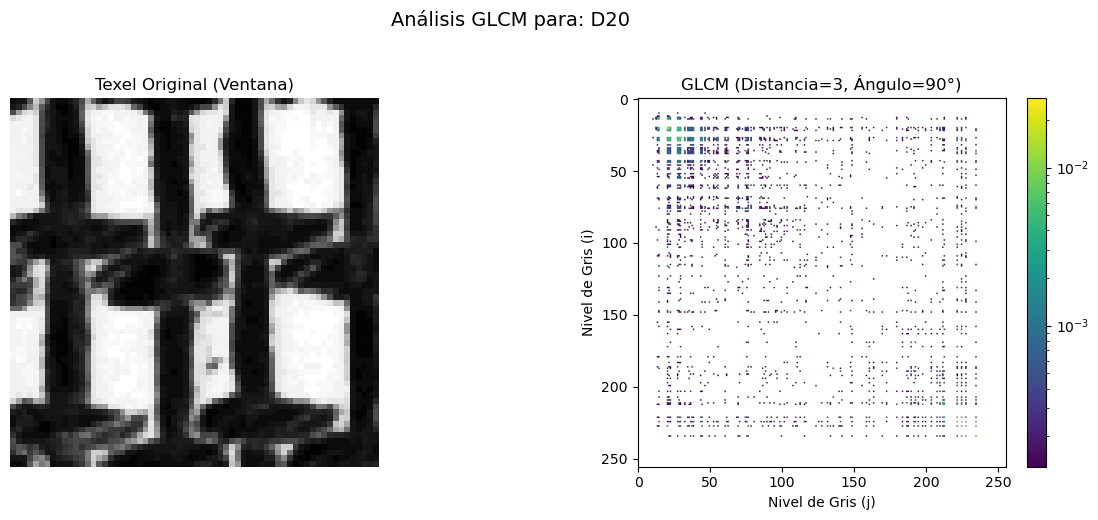 Análisis GLCM para: D20
Texel Original (Ventana)
GLCM (Distancia=3, Ángulo=90°)
0
50
100
150
200
250
Nivel de Gris (i)
0 50 100 150 200 250
Nivel de Gris (j)
10⁻²
10⁻³